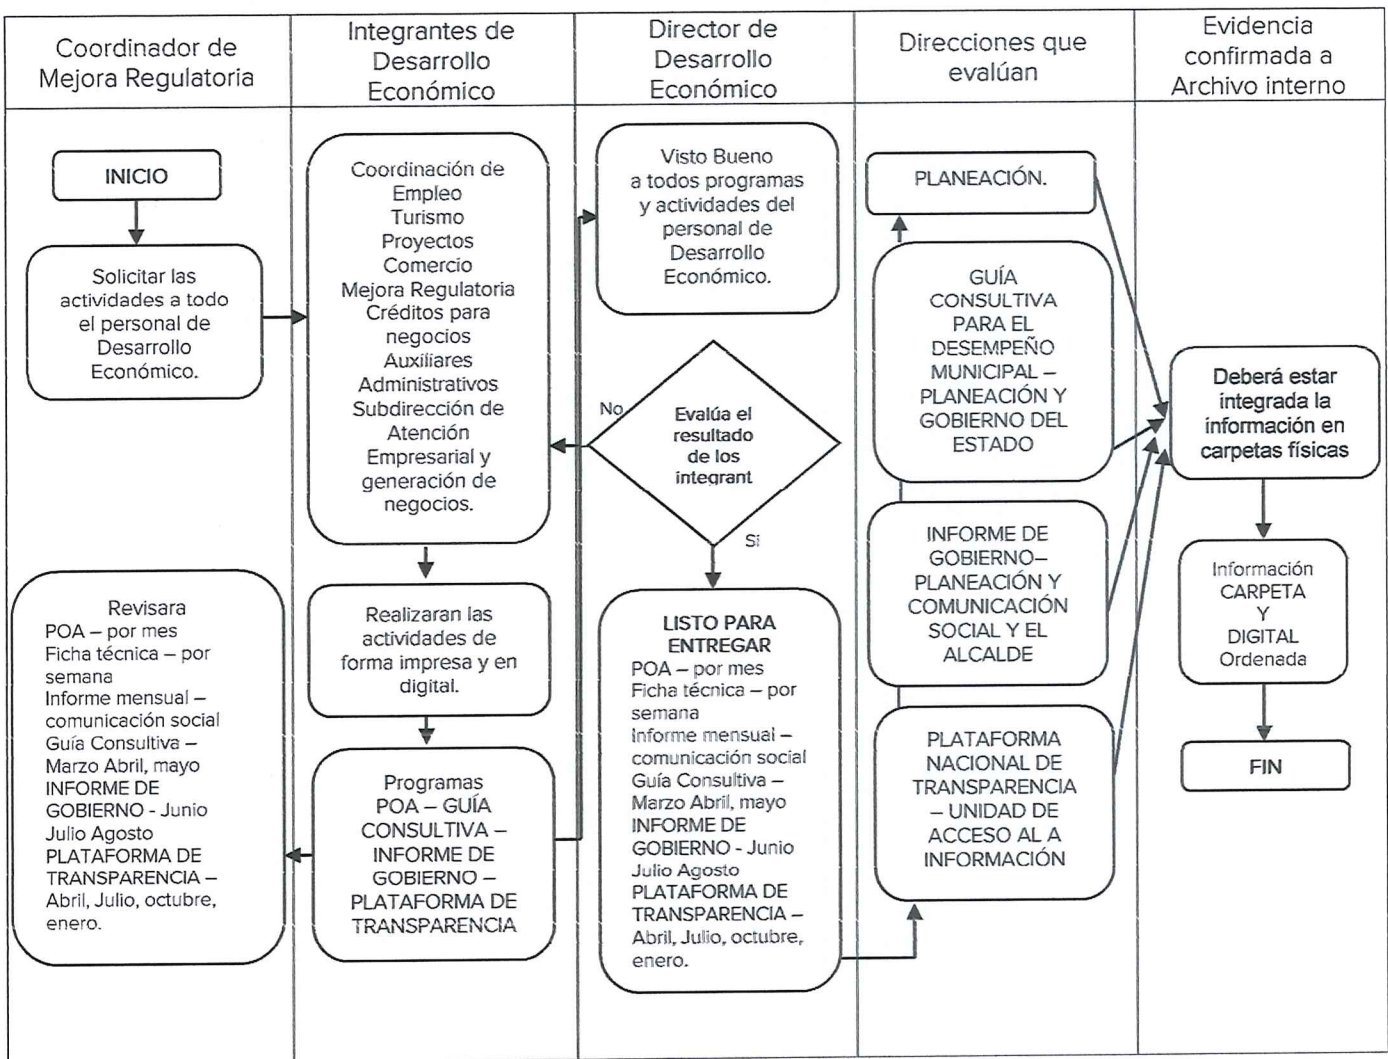 Coordinador de
Mejora Regulatoria
Integrantes de
Desarrollo
Económico
Director de
Desarrollo
Económico
Direcciones que
evalúan
Evidencia
confirmada a
Archivo interno
INICIO
Solicitar las
actividades a todo
el personal de
Desarrollo
Económico.
Revisara
POA – por mes
Ficha técnica – por
semana
Informe mensual –
comunicación social
Guía Consultiva –
Marzo Abril, mayo
INFORME DE
GOBIERNO - Junio
Julio Agosto
PLATAFORMA DE
TRANSPARENCIA –
Abril, Julio, octubre,
enero.
Coordinación de
Empleo
Turismo
Proyectos
Comercio
Mejora Regulatoria
Créditos para
negocios
Auxiliares
Administrativos
Subdirección de
Atención
Empresarial y
generación de
negocios.
Realizaran las
actividades de
forma impresa y en
digital.
Programas
POA – GUÍA
CONSULTIVA –
INFORME DE
GOBIERNO –
PLATAFORMA DE
TRANSPARENCIA
Visto Bueno
a todos programas
y actividades del
personal de
Desarrollo
Económico.
No
Evalúa el
resultado
de los
integrant
Si
LISTO PARA
ENTREGAR
POA – por mes
Ficha técnica – por
semana
Informe mensual –
comunicación social
Guía Consultiva –
Marzo Abril, mayo
INFORME DE
GOBIERNO - Junio
Julio Agosto
PLATAFORMA DE
TRANSPARENCIA –
Abril, Julio, octubre,
enero.
PLANEACIÓN.
GUÍA
CONSULTIVA
PARA EL
DESEMPEÑO
MUNICIPAL –
PLANEACIÓN Y
GOBIERNO DEL
ESTADO
INFORME DE
GOBIERNO–
PLANEACIÓN Y
COMUNICACIÓN
SOCIAL Y EL
ALCALDE
PLATAFORMA
NACIONAL DE
TRANSPARENCIA
– UNIDAD DE
ACCESO AL A
INFORMACIÓN
Deberá estar
integrada la
información en
carpetas físicas
Información
CARPETA
Y
DIGITAL
Ordenada
FIN